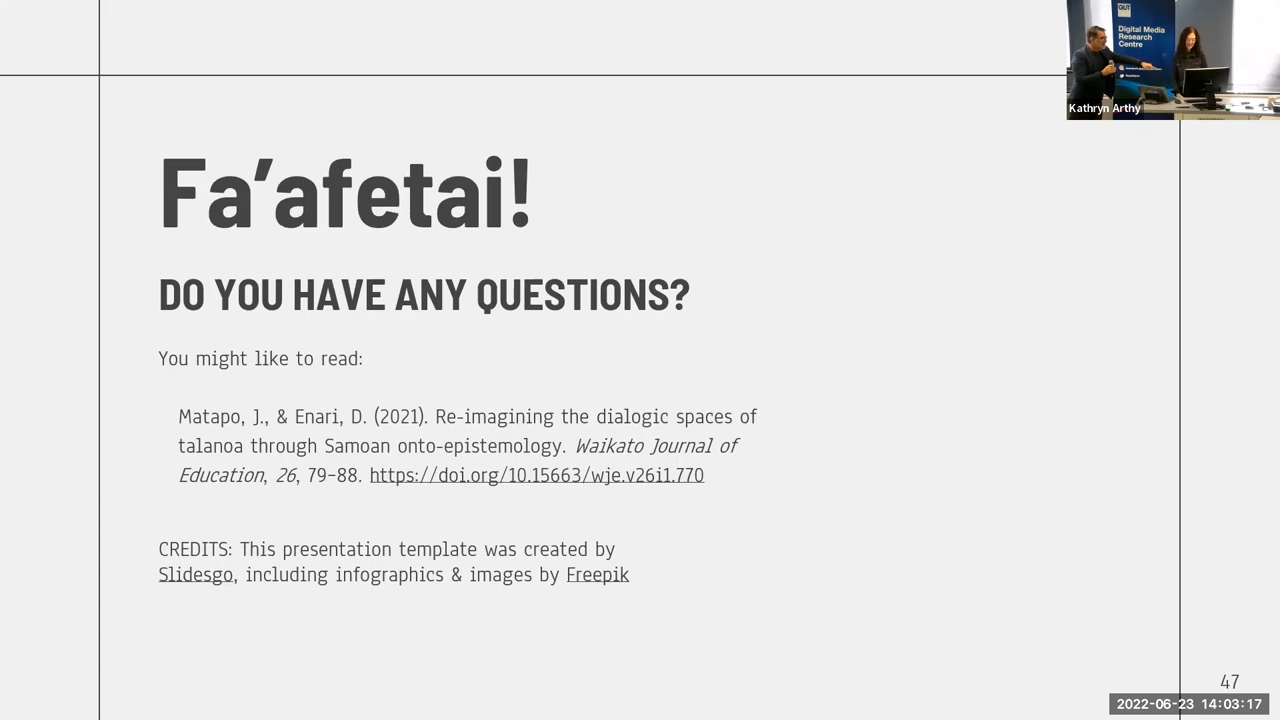 QUT
Digital Media
Research
Centre
Kathryn Arthy
Fa’afetai!
DO YOU HAVE ANY QUESTIONS?
You might like to read:
Matapo, J., & Enari, D. (2021). Re-imagining the dialogic spaces of
talanoa through Samoan onto-epistemology. Waikato Journal of
Education, 26, 79–88. https://doi.org/10.15663/wje.v26i1.770
CREDITS: This presentation template was created by
Slidesgo, including infographics & images by Freepik
47
2022-06-23 14:03:17